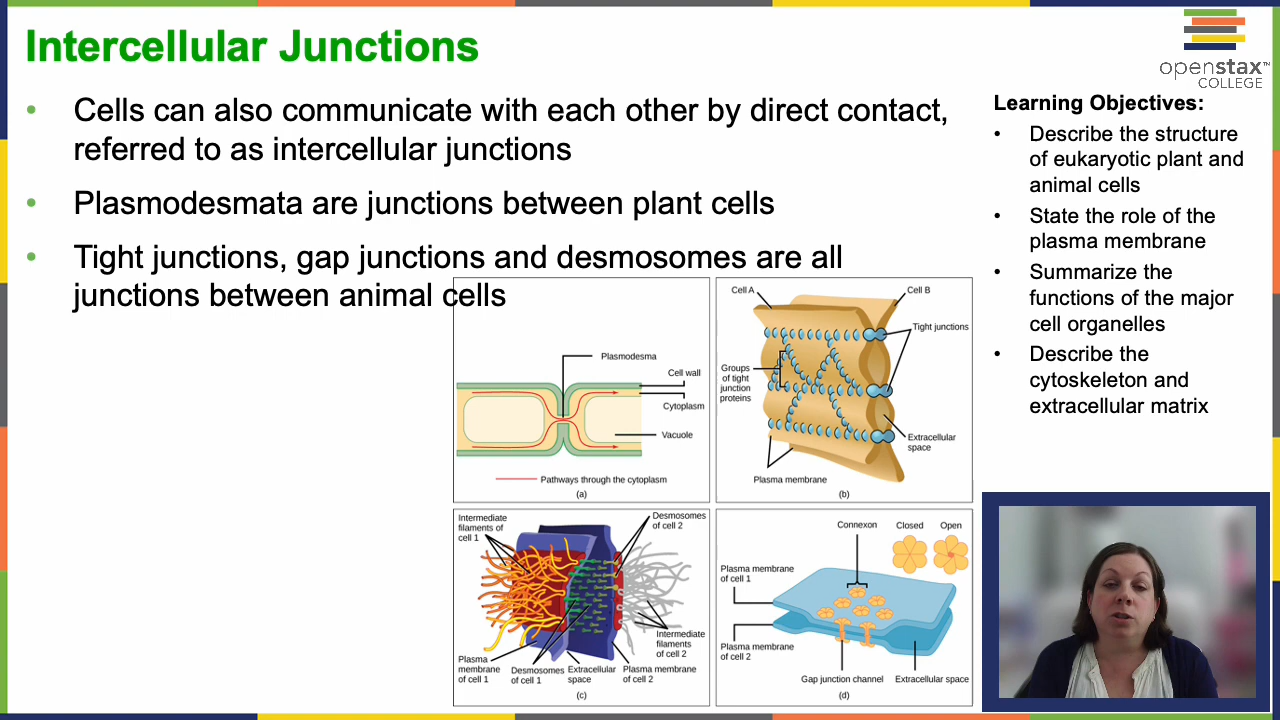 Intercellular Junctions
openstax™
COLLEGE
• Cells can also communicate with each other by direct contact,
referred to as intercellular junctions
• Plasmodesmata are junctions between plant cells
• Tight junctions, gap junctions and desmosomes are all
junctions between animal cells
Learning Objectives:
• Describe the structure
of eukaryotic plant and
animal cells
• State the role of the
plasma membrane
• Summarize the
functions of the major
cell organelles
• Describe the
cytoskeleton and
extracellular matrix
Plasmodesma
Cell wall
Cytoplasm
Vacuole
Pathways through the cytoplasm
(a)
Cell A
Cell B
Tight junctions
Groups
of tight
junction
proteins
Extracellular
space
Plasma membrane
(b)
Intermediate
filaments of
cell 1
Desmosomes
of cell 2
Intermediate
filaments
of cell 2
Plasma
membrane
of cell 1
Desmosomes
of cell 1
Extracellular
space
Plasma membrane
of cell 2
(c)
Connexon
Closed
Open
Plasma membrane
of cell 1
Plasma membrane
of cell 2
Gap junction channel
Extracellular space
(d)